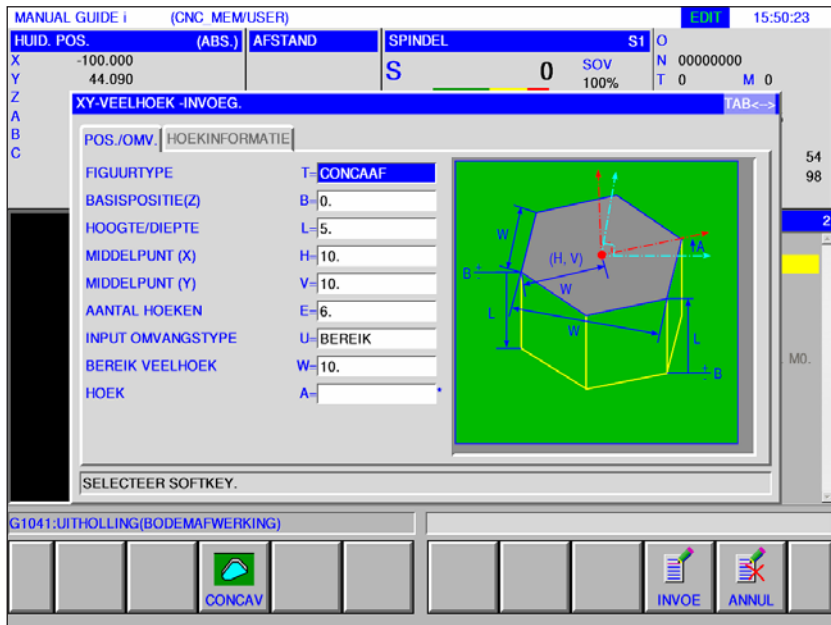 MANUAL GUIDE i (CNC_MEM/USER) EDIT 15:50:23
HUID. POS. (ABS.) AFSTAND SPINDEL S1 O
X -100.000 S 0 SOV N 00000000
Y 44.090 100% T 0 M 0
Z
A
B
C
54
98
2
M0.
XY-VEELHOEK -INVOEG. TAB<-->
POS./OMV. HOEKINFORMATIE
FIGUURTYPE T= CONCAAF
BASISPOSITIE(Z) B= 0.
HOOGTE/DIEPTE L= 5.
MIDDELPUNT (X) H= 10.
MIDDELPUNT (Y) V= 10.
AANTAL HOEKEN E= 6.
INPUT OMVANGSTYPE U= BEREIK
BEREIK VEELHOEK W= 10.
HOEK A= *
W
A
(H, V)
B + -
W
L
W
L
+ - B
SELECTEER SOFTKEY.
G1041:UITHOLLING(BODEMAFWERKING)
CONCAV INVOE ANNUL